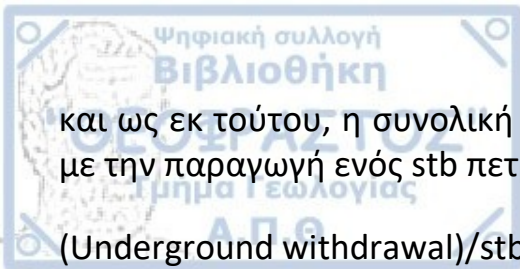 Ψηφιακή συλλογή
Βιβλιοθήκη
και ως εκ τούτου, η συνολική
"ΘΕΟΦΡΑΣΤΟΣ"
με την παραγωγή ενός stb πετ
Τμήμα Γεωλογίας
Α.Π.Θ
(Underground withdrawal)/stb